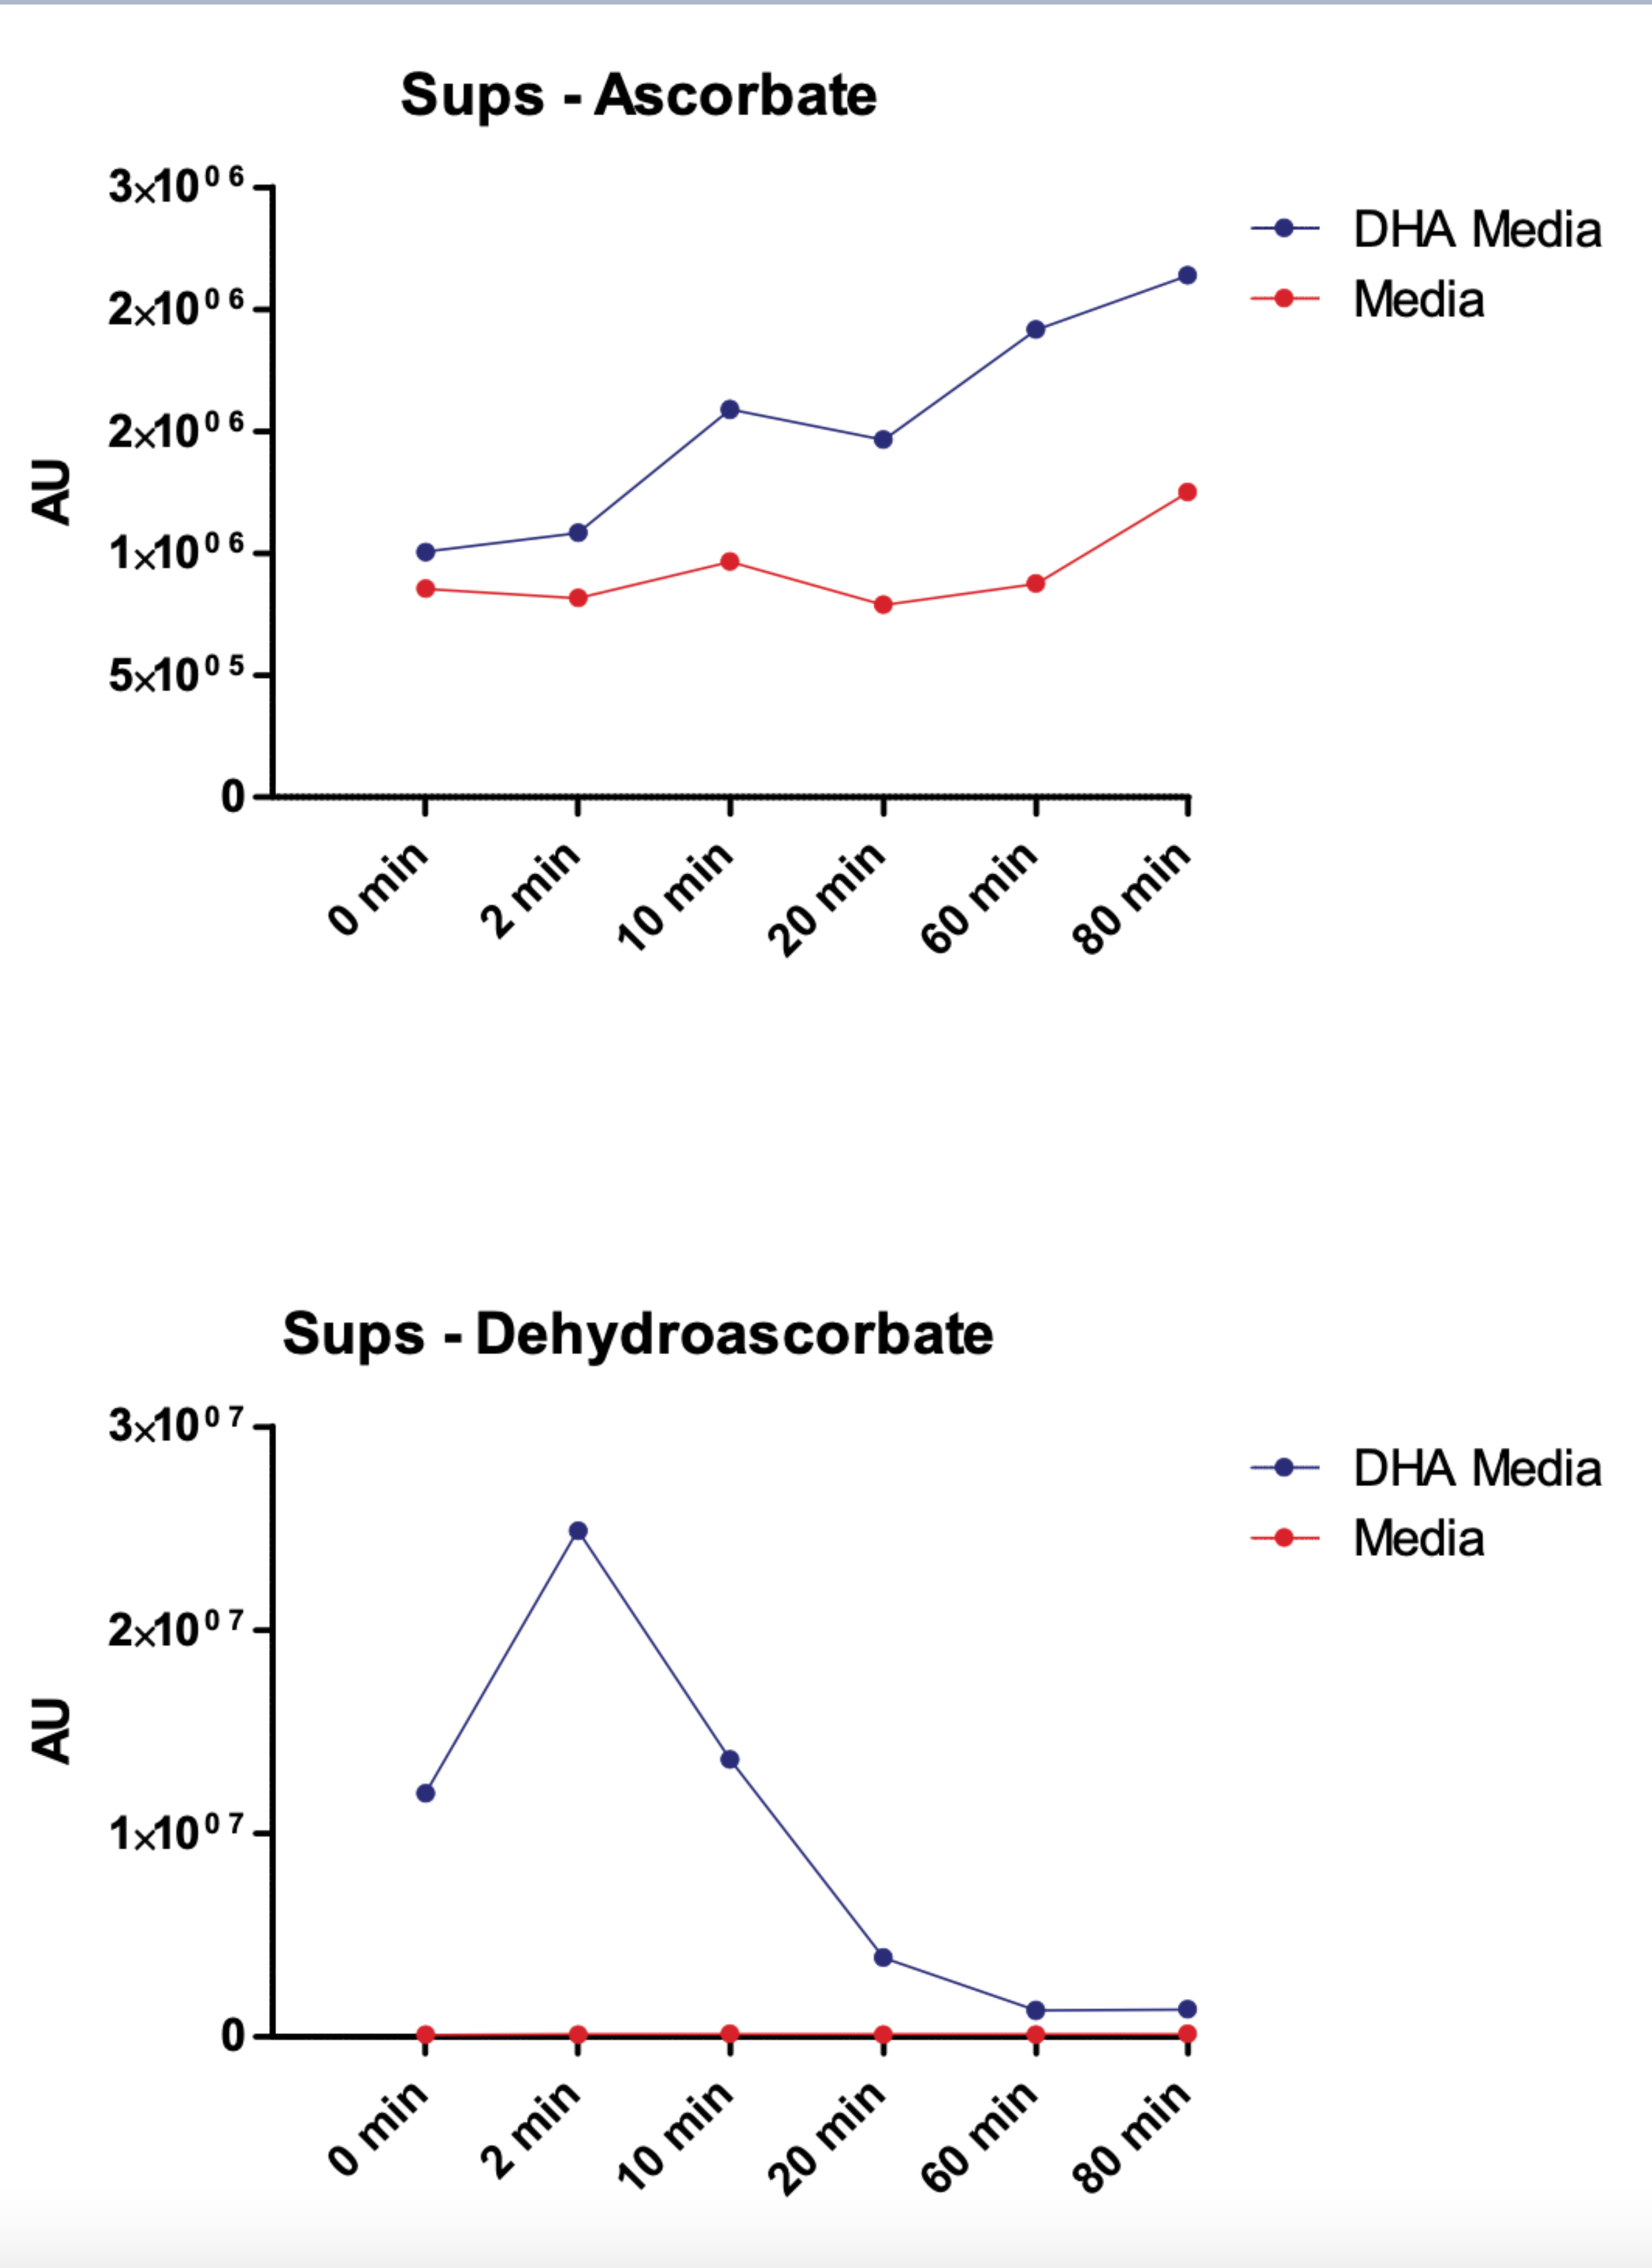 Sups - Ascorbate
3×10⁰⁶
2×10⁰⁶
2×10⁰⁶
1×10⁰⁶
5×10⁰⁵
0
AU
0 min
2 min
10 min
20 min
60 min
80 min
DHA Media
Media
Sups - Dehydroascorbate
3×10⁰⁷
2×10⁰⁷
1×10⁰⁷
0
AU
0 min
2 min
10 min
20 min
60 min
80 min
DHA Media
Media